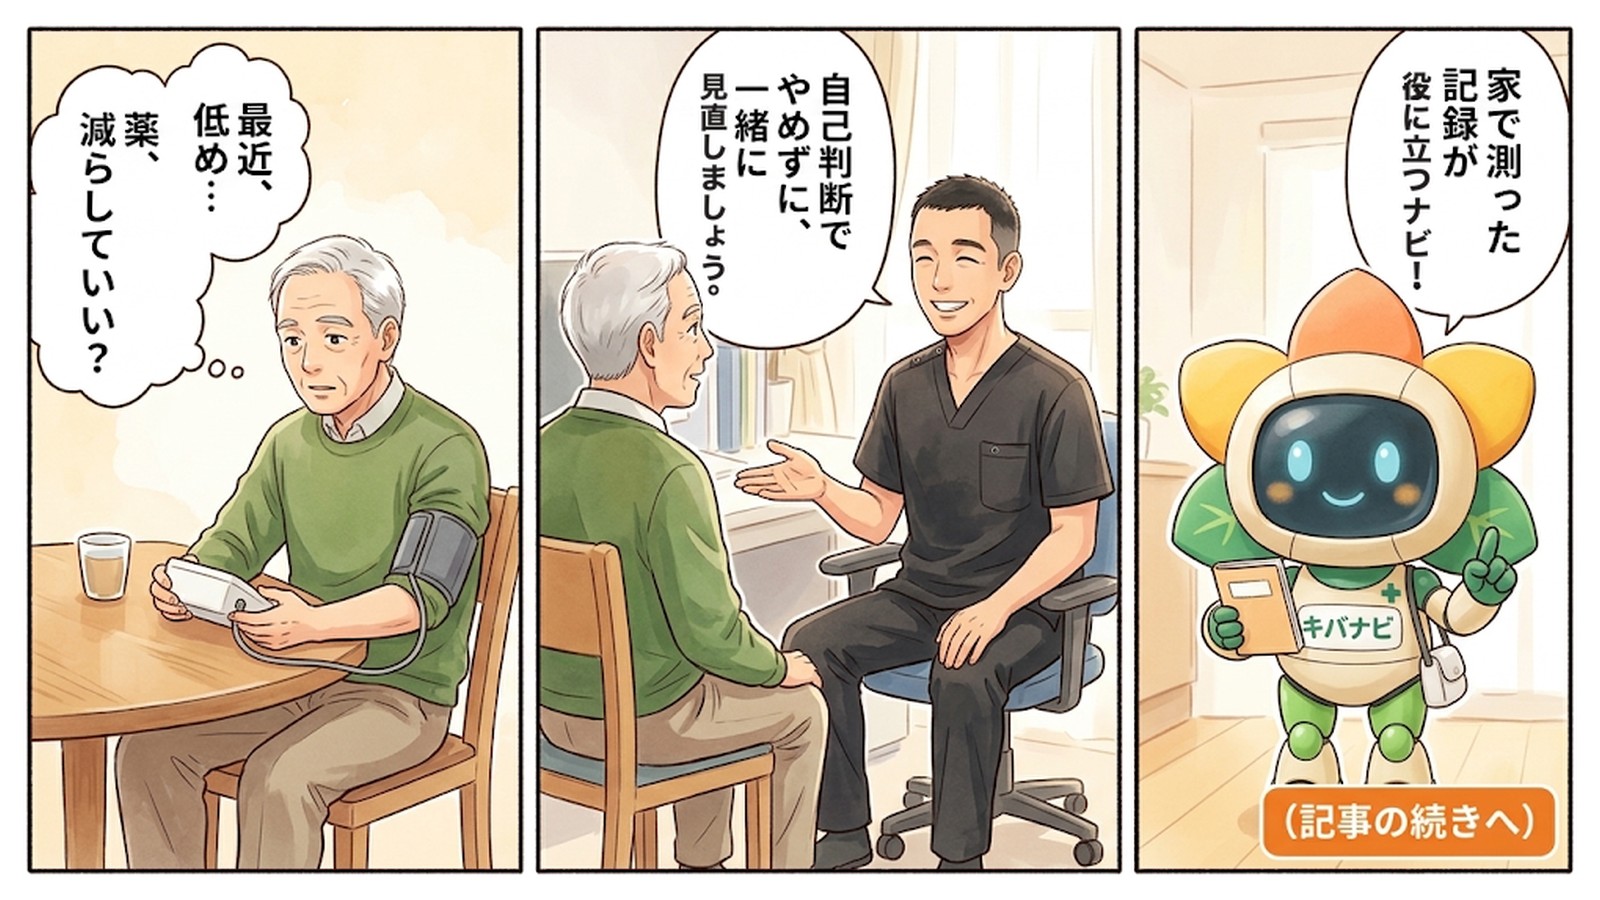 最近、
低め…
薬、
減らしていい？
自己判断で
やめずに、
一緒に
見直しましょう。
家で測った
記録が
役に立つナビ！
キバナビ
（記事の続きへ）